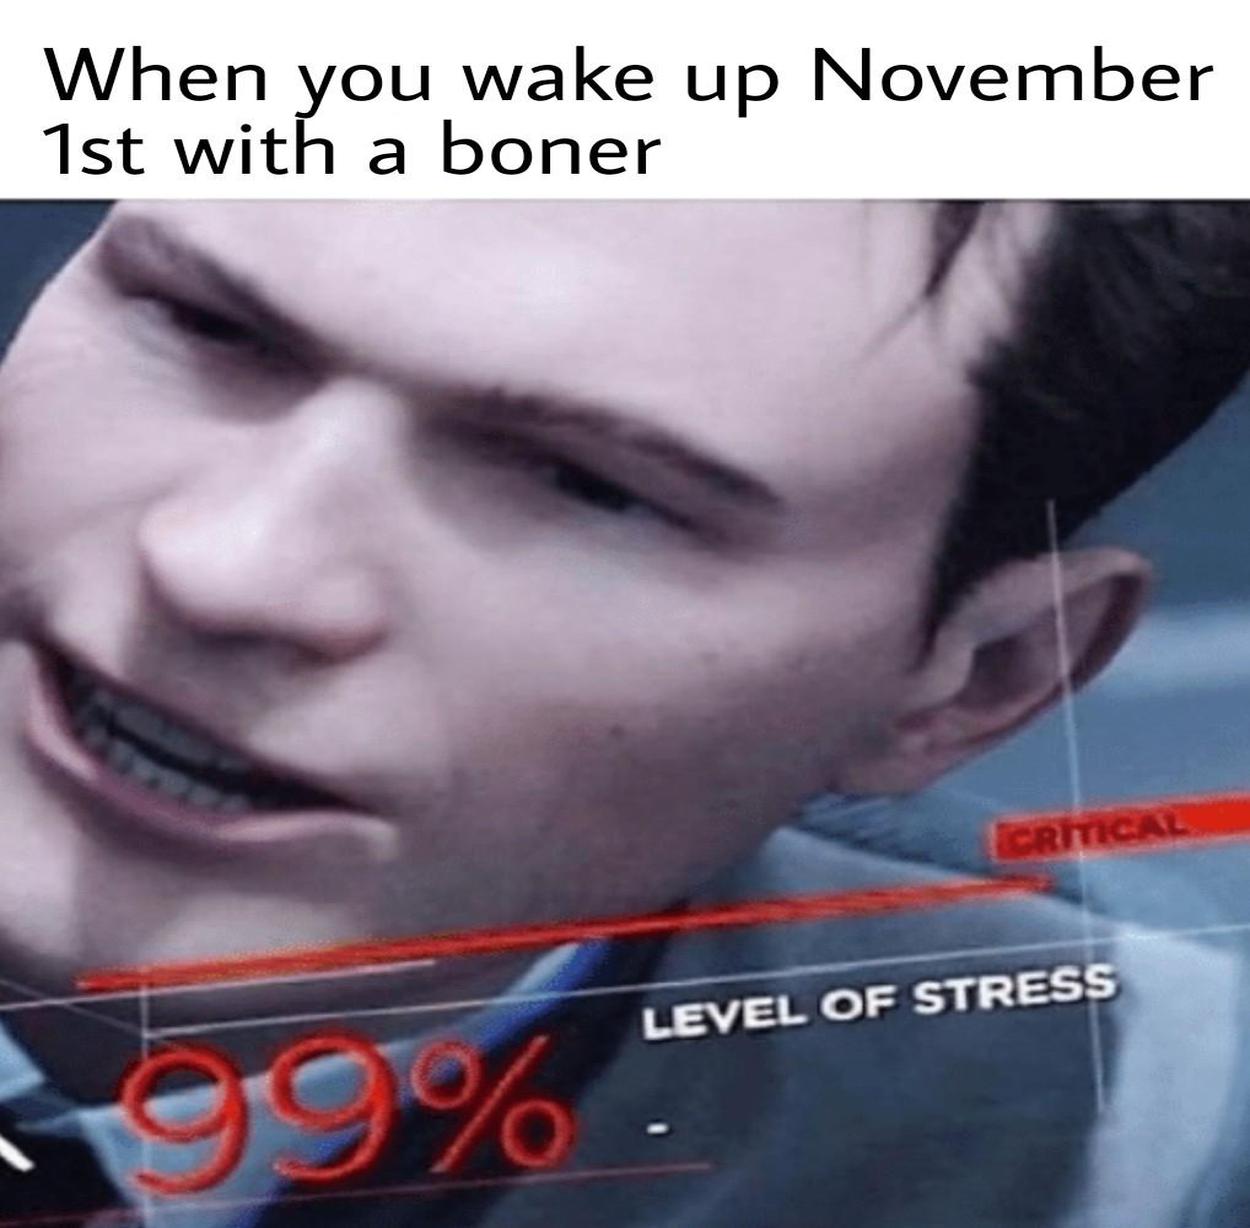 When you wake up November
1st with a boner
CRITICAL
LEVEL OF STRESS
99%